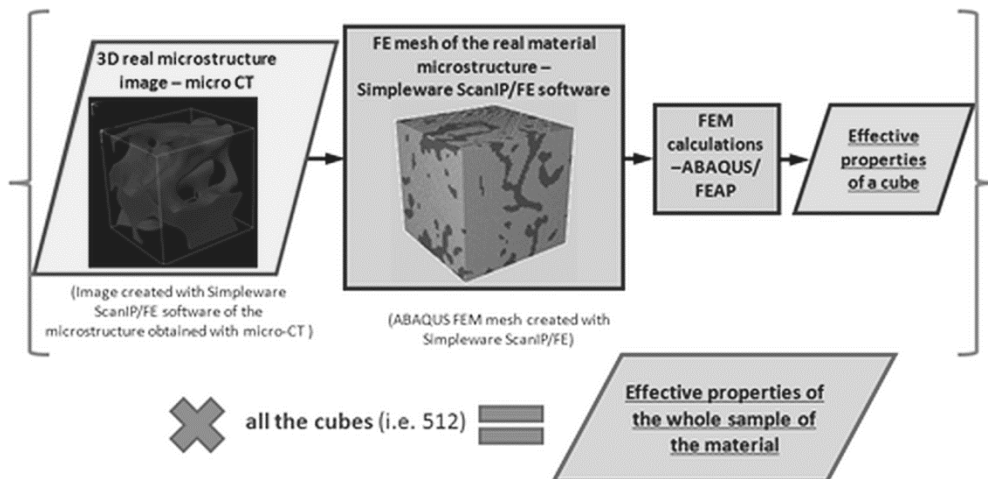 3D real microstructure
image – micro CT
(Image created with Simpleware
ScanIP/FE software of the
microstructure obtained with micro-CT )
FE mesh of the real material
microstructure –
Simpleware ScanIP/FE software
(ABAQUS FEM mesh created with
Simpleware ScanIP/FE)
FEM
calculations
–ABAQUS/
FEAP
Effective
properties
of a cube
all the cubes (i.e. 512)
Effective properties of
the whole sample of
the material